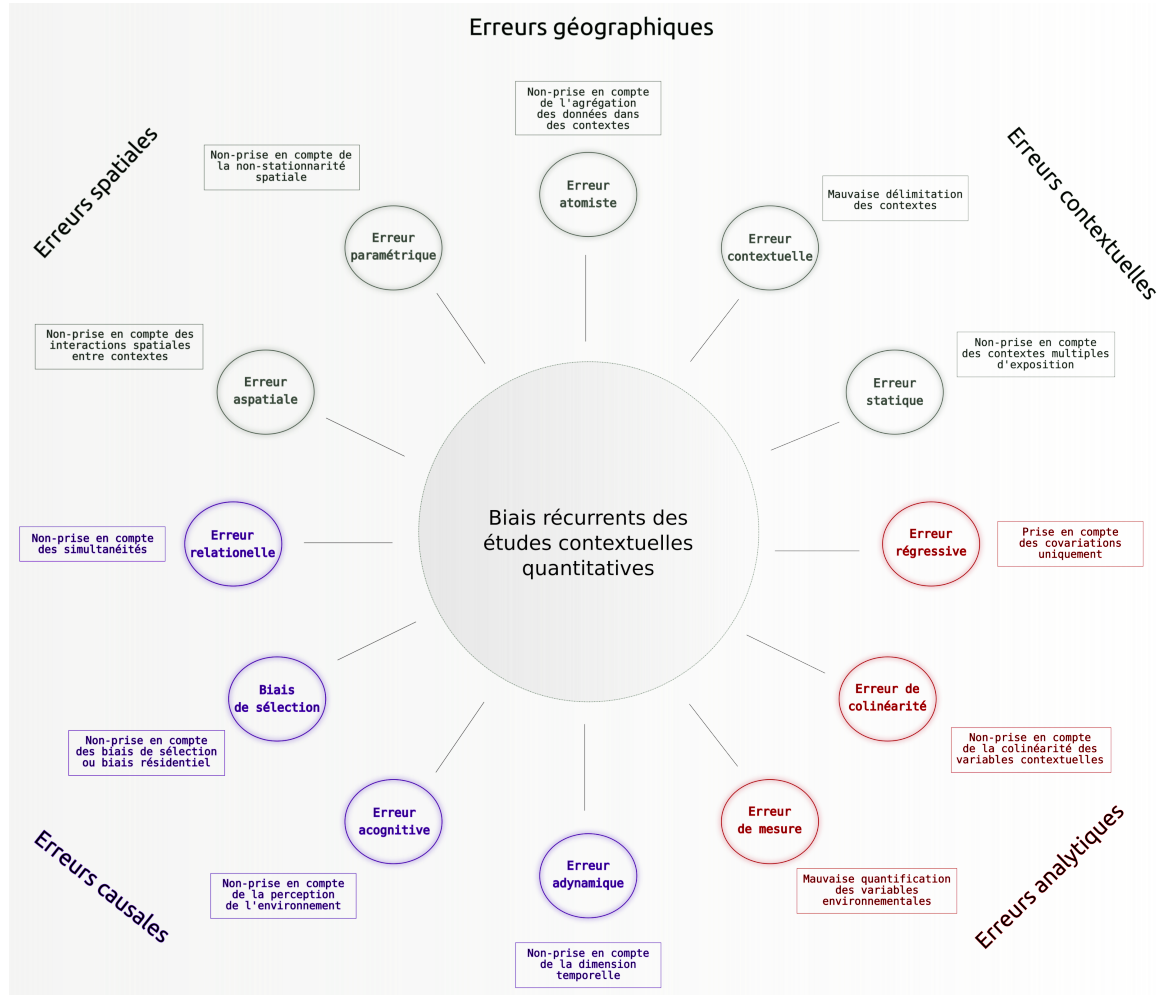 Erreurs géographiques
Erreurs spatiales
Erreurs contextuelles
Non-prise en compte
de l'agrégation
des données dans
des contextes
Erreur
atomiste
Non-prise en compte de
la non-stationnarité
spatiale
Erreur
paramétrique
Mauvaise délimitation
des contextes
Erreur
contextuelle
Non-prise en compte des
interactions spatiales
entre contextes
Erreur
aspatiale
Non-prise en compte
des contextes multiples
d'exposition
Erreur
statique
Biais récurrents des
études contextuelles
quantitatives
Non-prise en compte
des simultanéités
Erreur
relationelle
Erreur
régressive
Prise en compte
des covariations
uniquement
Biais
de sélection
Non-prise en compte
des biais de sélection
ou biais résidentiel
Erreur de
colinéarité
Non-prise en compte
de la colinéarité des
variables contextuelles
Erreur
acognitive
Non-prise en compte
de la perception
de l'environnement
Erreur
adynamique
Non-prise en compte
de la dimension
temporelle
Erreur
de mesure
Mauvaise quantification
des variables
environnementales
Erreurs causales
Erreurs analytiques